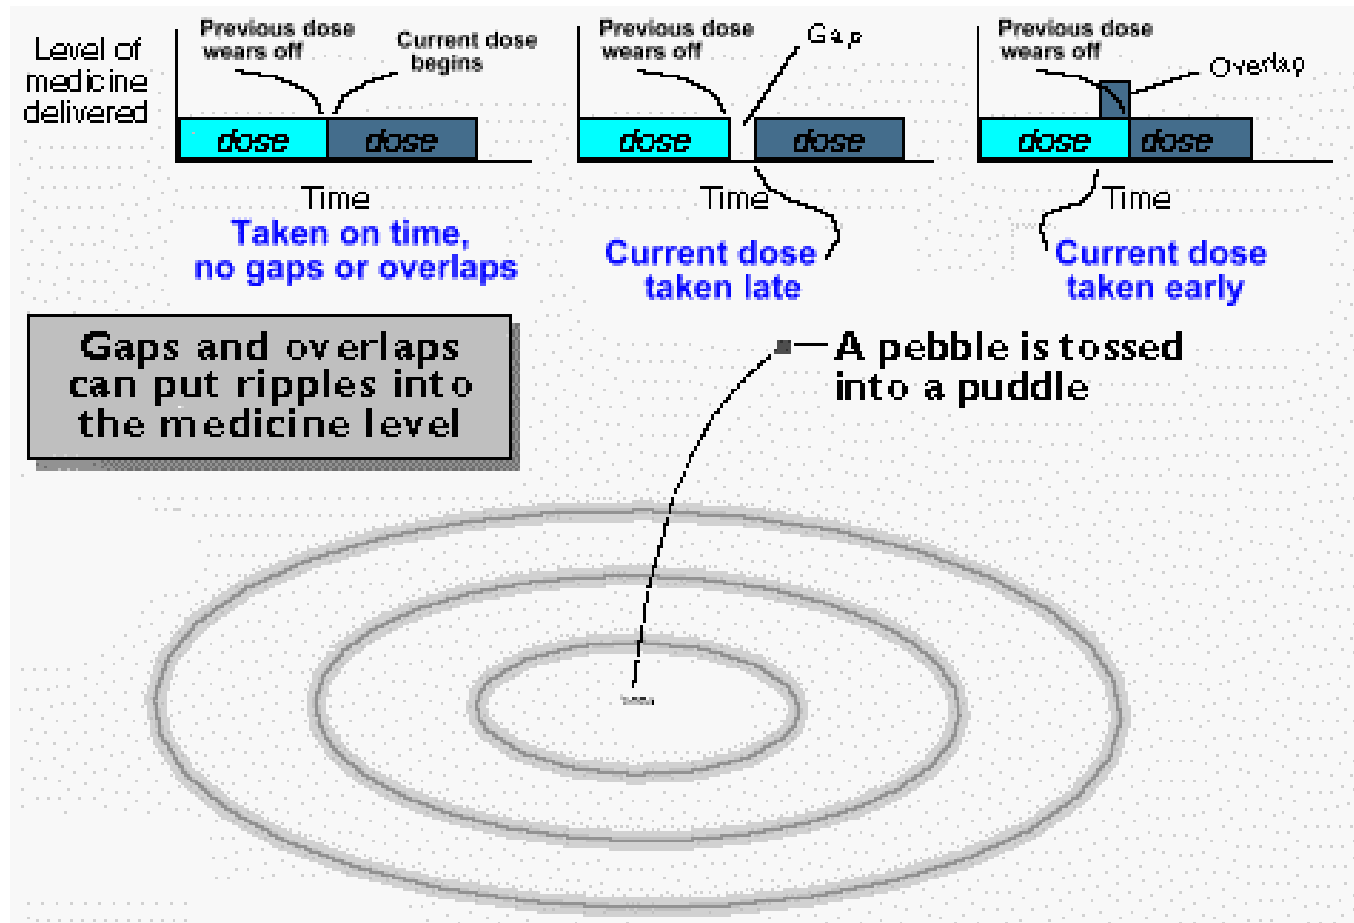 Level of
medicine
delivered
Previous dose
wears off
Current dose
begins
dose
dose
Time
Taken on time,
no gaps or overlaps
Previous dose
wears off
Gap
dose
dose
Time
Current dose
taken late
Previous dose
wears off
Overlap
dose
dose
Time
Current dose
taken early
Gaps and overlaps
can put ripples into
the medicine level
A pebble is tossed
into a puddle